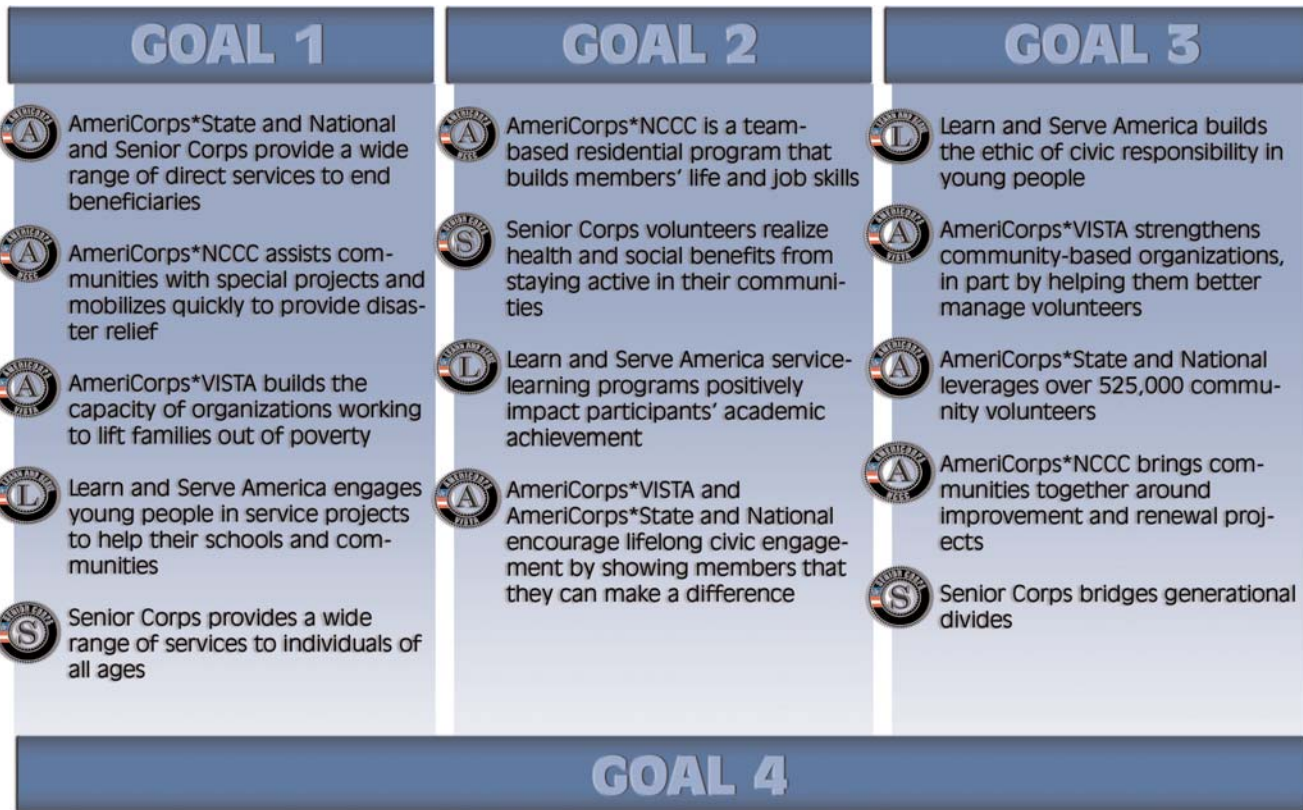 GOAL 1
AmeriCorps*State and National
and Senior Corps provide a wide
range of direct services to end
beneficiaries
AmeriCorps*NCCC assists com-
munities with special projects and
mobilizes quickly to provide disas-
ter relief
AmeriCorps*VISTA builds the
capacity of organizations working
to lift families out of poverty
Learn and Serve America engages
young people in service projects
to help their schools and com-
munities
Senior Corps provides a wide
range of services to individuals of
all ages
GOAL 2
AmeriCorps*NCCC is a team-
based residential program that
builds members' life and job skills
Senior Corps volunteers realize
health and social benefits from
staying active in their communi-
ties
Learn and Serve America service-
learning programs positively
impact participants' academic
achievement
AmeriCorps*VISTA and
AmeriCorps*State and National
encourage lifelong civic engage-
ment by showing members that
they can make a difference
GOAL 3
Learn and Serve America builds
the ethic of civic responsibility in
young people
AmeriCorps*VISTA strengthens
community-based organizations,
in part by helping them better
manage volunteers
AmeriCorps*State and National
leverages over 525,000 commu-
nity volunteers
AmeriCorps*NCCC brings com-
munities together around
improvement and renewal proj-
ects
Senior Corps bridges generational
divides
GOAL 4